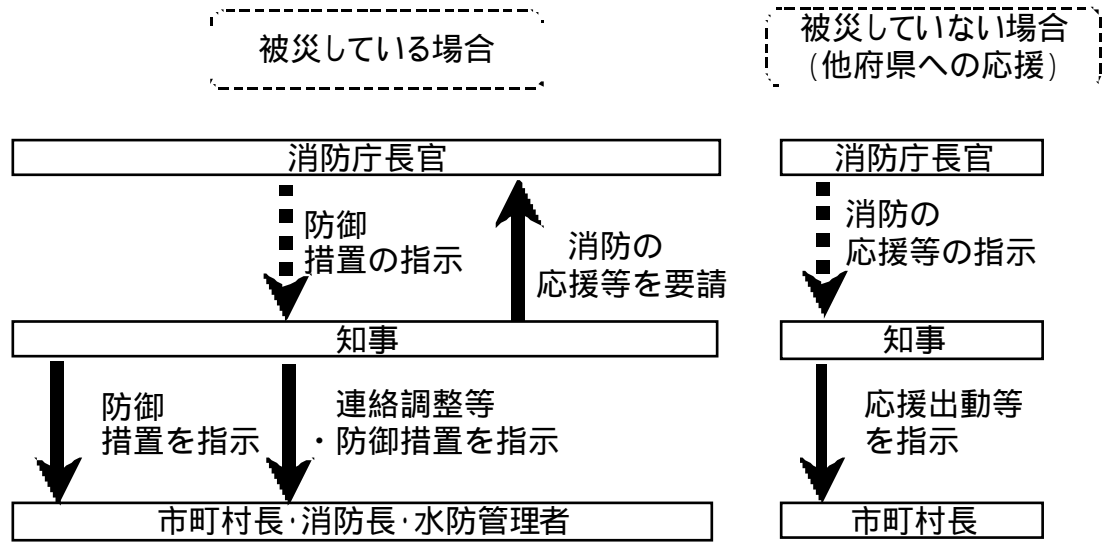 被災している場合
被災していない場合
(他府県への応援)
消防庁長官
防御
措置の指示
消防の
応援等を要請
知事
防御
措置を指示
連絡調整等
・防御措置を指示
市町村長・消防長・水防管理者
消防庁長官
消防の
応援等の指示
知事
応援出動等
を指示
市町村長